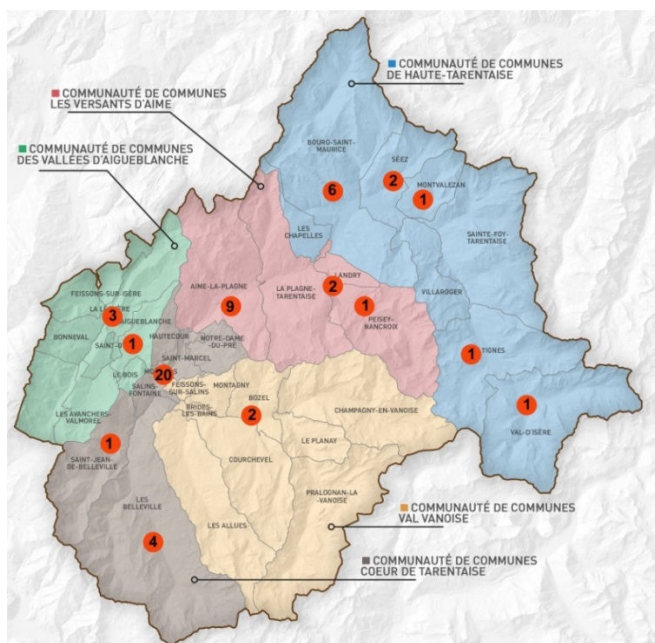 COMMUNAUTÉ DE COMMUNES
DE HAUTE-TARENTAISE
COMMUNAUTÉ DE COMMUNES
LES VERSANTS D'AIME
COMMUNAUTÉ DE COMMUNES
DES VALLÉES D'AIGUEBLANCHE
BOURG-SAINT-
MAURICE
SÉEZ
2
6
MONTVALEZAN
1
LES
CHAPELLES
SAINTE-FOY-
TARENTAISE
LANDRY
2
VILLAROGER
FEISSONS-SUR-ISÈRE
AIME-LA-PLAGNE
9
LA PLAGNE-
TARENTAISE
1
PEISEY-
NANCROIX
3
AIGUEBLANCHE
BONNEVAL
1
HAUTECOUR
NOTRE-DAME-
DU-PRÉ
SAINT-MARCEL
TIGNES
1
LE BOIS
20
SALINS-
FONTAINE
FEISSONS-
SUR-SALINS
MONTAGNY
BOZEL
2
BRIDES-
LES-BAINS
CHAMPAGNY-EN-VANOISE
1
VAL-D'ISÈRE
LES AVANCHERS-
VALMOREL
1
SAINT-JEAN-
DE-BELLEVILLE
LE PLANAY
COURCHEVEL
PRALOGNAN-LA
-VANOISE
LES
BELLEVILLE
4
LES ALLUES
COMMUNAUTÉ DE COMMUNES
VAL VANOISE
COMMUNAUTÉ DE COMMUNES
COEUR DE TARENTAISE